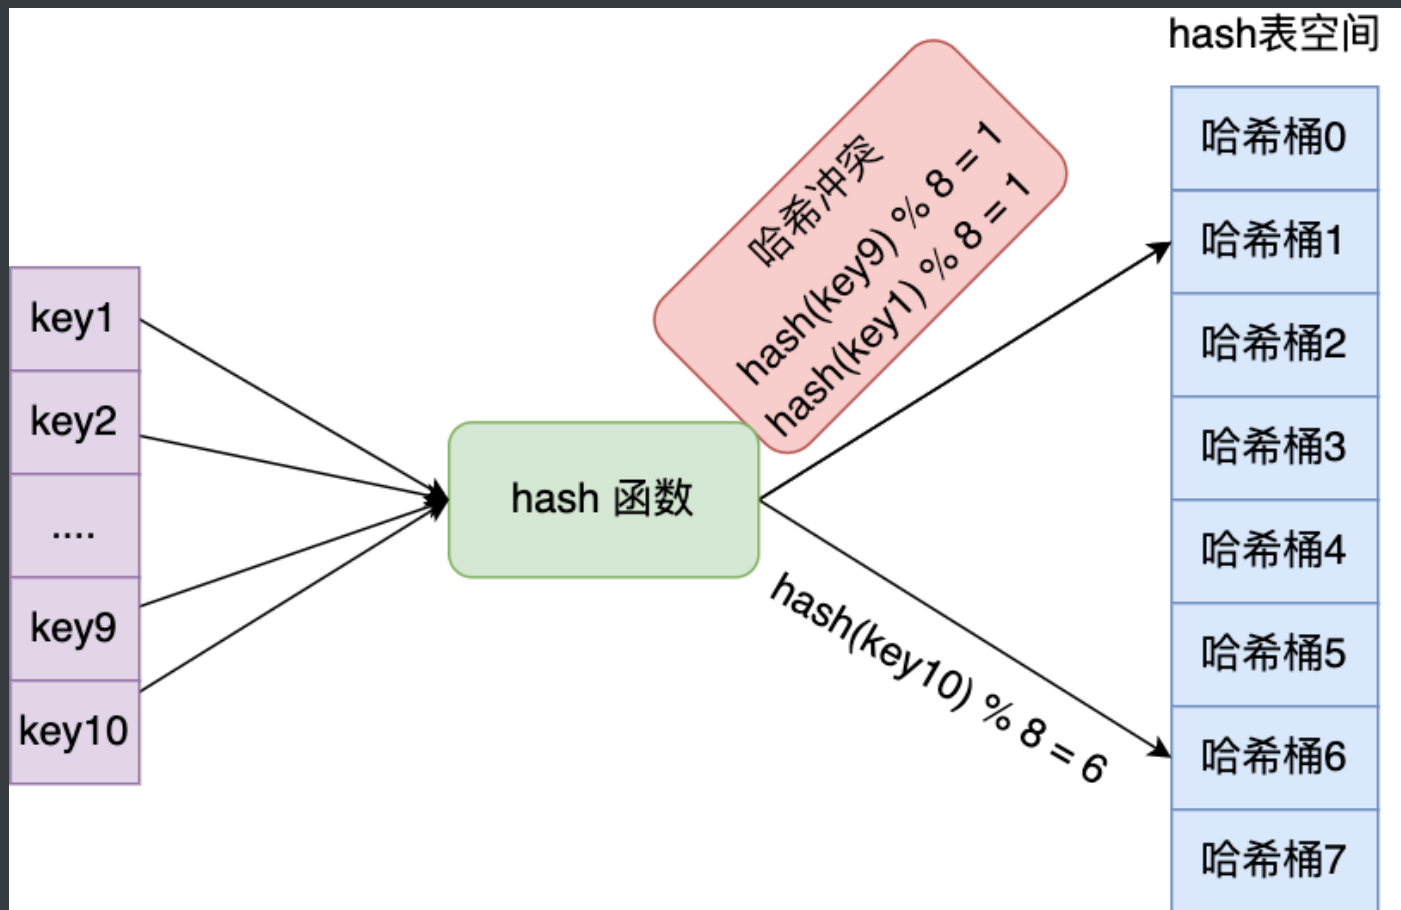 hash表空间
key1
key2
....
key9
key10
hash 函数
哈希冲突
hash(key9) % 8 = 1
hash(key1) % 8 = 1
hash(key10) % 8 = 6
哈希桶0
哈希桶1
哈希桶2
哈希桶3
哈希桶4
哈希桶5
哈希桶6
哈希桶7